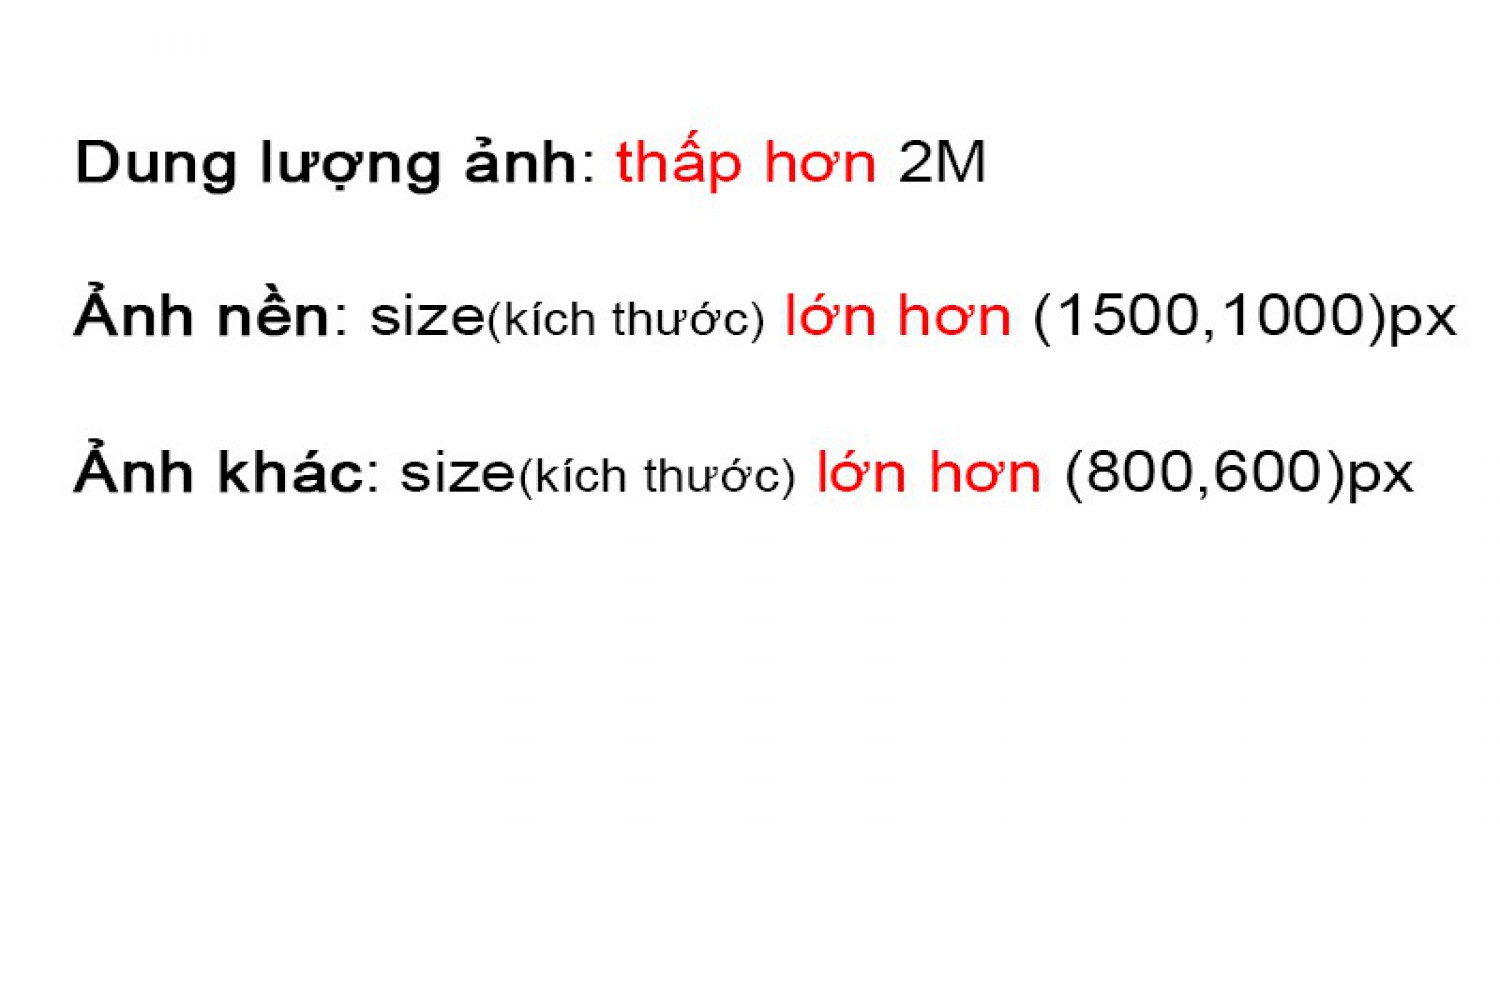 Dung lượng ảnh: thấp hơn 2M
Ảnh nền: size(kích thước) lớn hơn (1500,1000)px
Ảnh khác: size(kích thước) lớn hơn (800,600)px